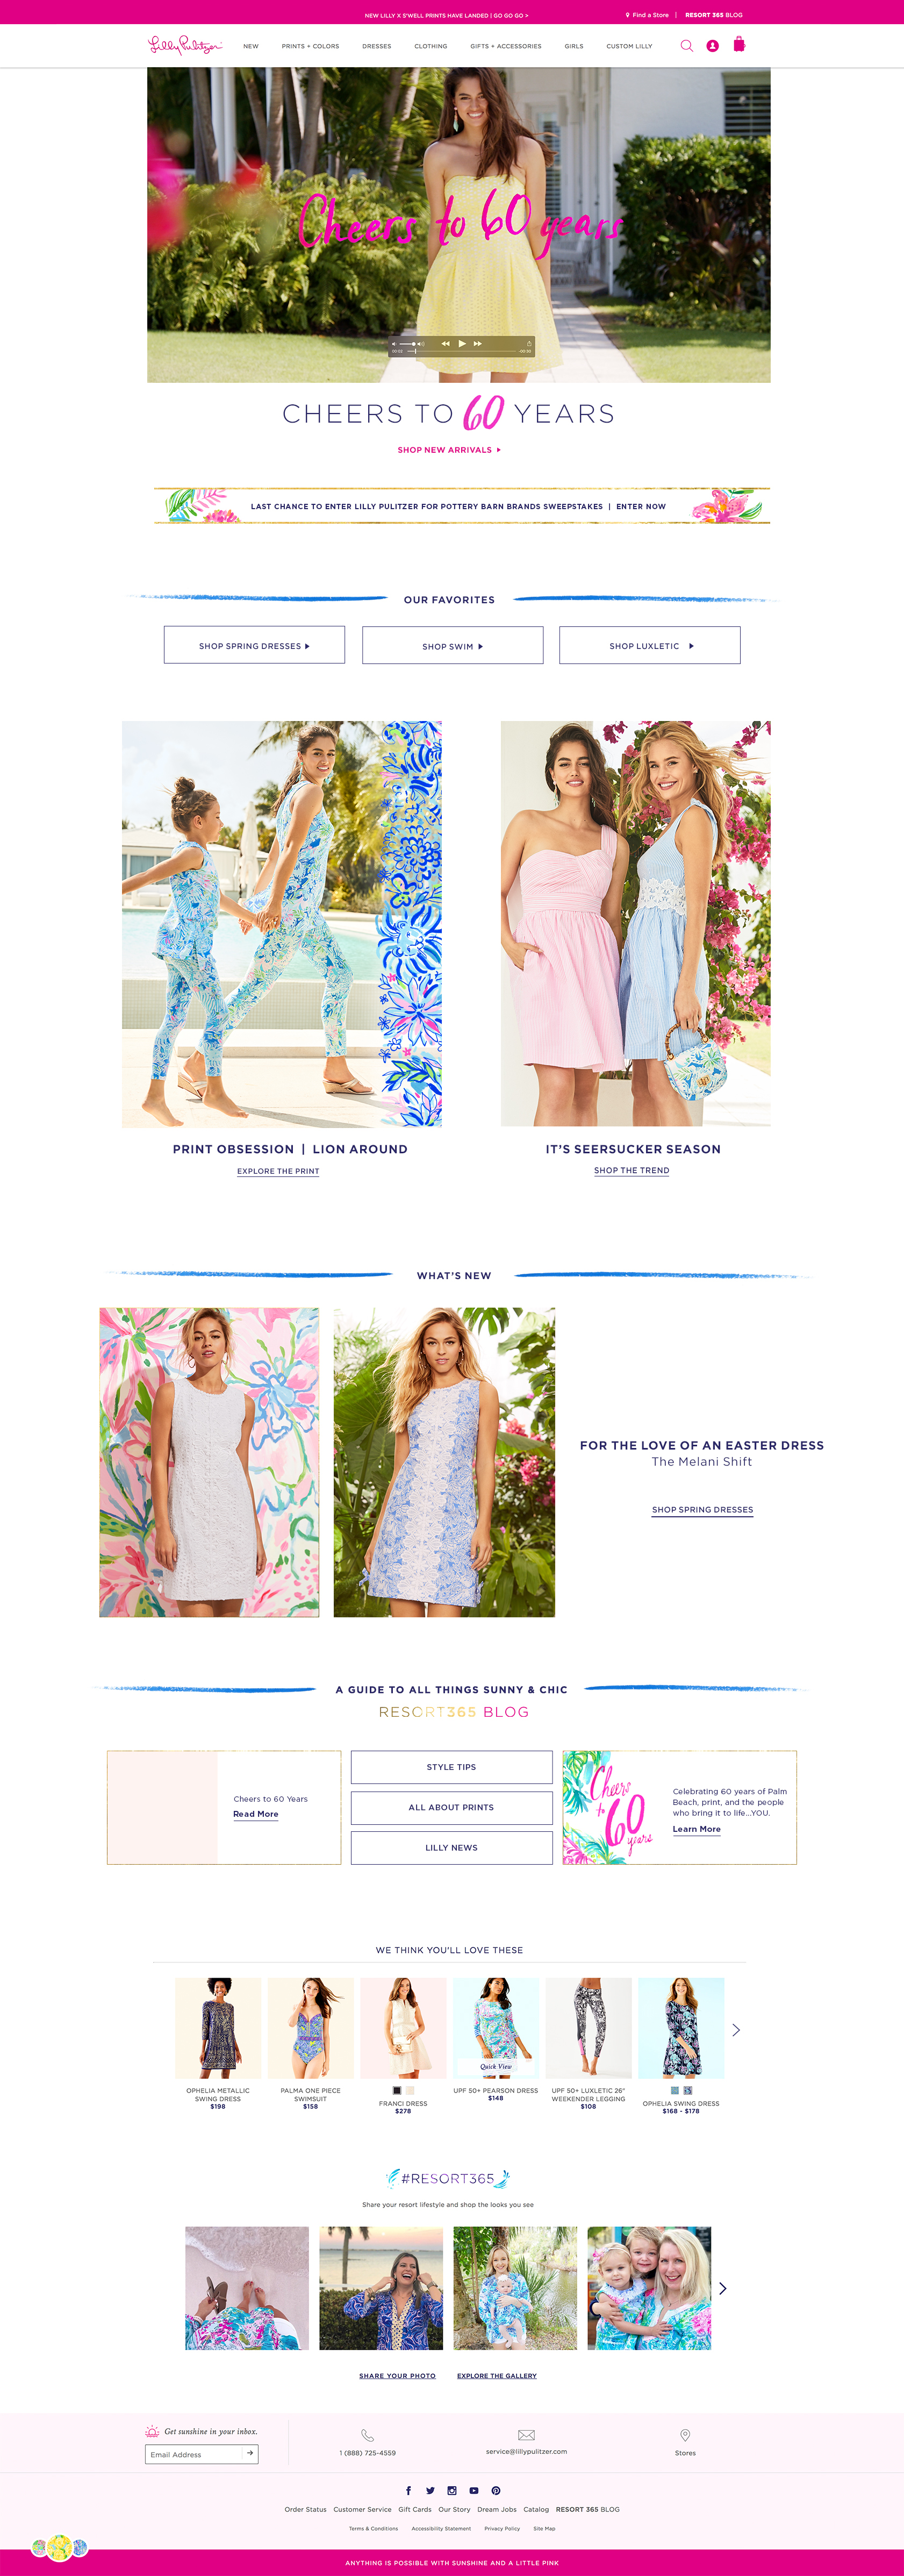 NEW LILLY X S'WELL PRINTS HAVE LANDED | GO GO GO >
Find a Store | RESORT 365 BLOG
Lilly Pulitzer
NEW PRINTS + COLORS DRESSES CLOTHING GIFTS + ACCESSORIES GIRLS CUSTOM LILLY
Cheers to 60 years
00:02 -00:30
CHEERS TO 60 YEARS
SHOP NEW ARRIVALS
LAST CHANCE TO ENTER LILLY PULITZER FOR POTTERY BARN BRANDS SWEEPSTAKES | ENTER NOW
OUR FAVORITES
SHOP SPRING DRESSES
SHOP SWIM
SHOP LUXLETIC
PRINT OBSESSION | LION AROUND
EXPLORE THE PRINT
IT'S SEERSUCKER SEASON
SHOP THE TREND
WHAT'S NEW
FOR THE LOVE OF AN EASTER DRESS
The Melani Shift
SHOP SPRING DRESSES
A GUIDE TO ALL THINGS SUNNY & CHIC
RESORT365 BLOG
Cheers to 60 Years
Read More
STYLE TIPS
ALL ABOUT PRINTS
LILLY NEWS
Cheers
to
60
years
Celebrating 60 years of Palm
Beach, print, and the people
who bring it to life...YOU.
Learn More
WE THINK YOU'LL LOVE THESE
OPHELIA METALLIC
SWING DRESS
$198
PALMA ONE PIECE
SWIMSUIT
$158
FRANCI DRESS
$278
Quick View
UPF 50+ PEARSON DRESS
$148
UPF 50+ LUXLETIC 26"
WEEKENDER LEGGING
$108
OPHELIA SWING DRESS
$168 - $178
#RESORT365
Share your resort lifestyle and shop the looks you see
SHARE YOUR PHOTO
EXPLORE THE GALLERY
Get sunshine in your inbox.
Email Address
1 (888) 725-4559
service@lillypulitzer.com
Stores
Order Status Customer Service Gift Cards Our Story Dream Jobs Catalog RESORT 365 BLOG
Terms & Conditions Accessibility Statement Privacy Policy Site Map
ANYTHING IS POSSIBLE WITH SUNSHINE AND A LITTLE PINK